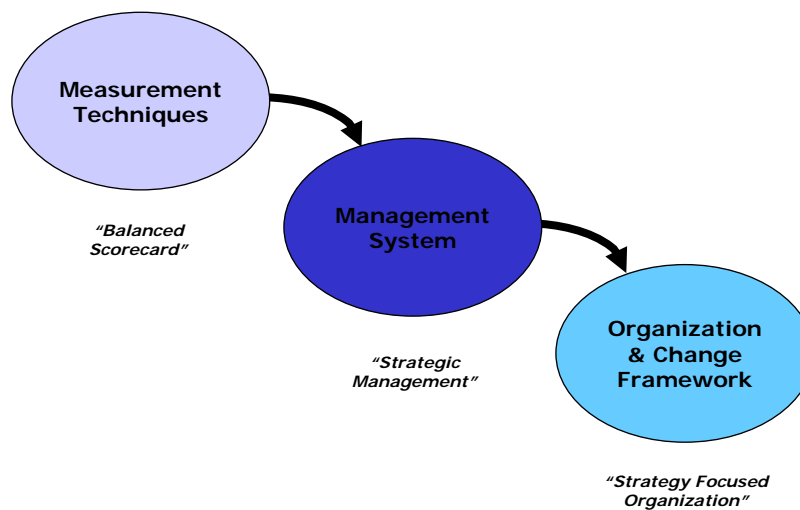 Measurement
Techniques
“Balanced
Scorecard”
Management
System
“Strategic
Management”
Organization
& Change
Framework
“Strategy Focused
Organization”